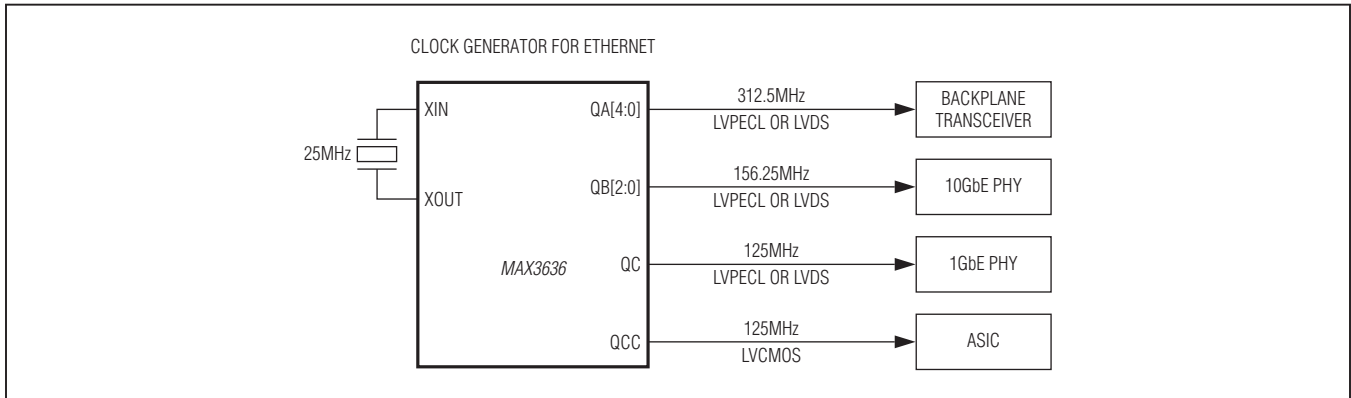 CLOCK GENERATOR FOR ETHERNET
XIN
XOUT
25MHz
MAX3636
QA[4:0]
312.5MHz
LVPECL OR LVDS
BACKPLANE
TRANSCEIVER
QB[2:0]
156.25MHz
LVPECL OR LVDS
10GbE PHY
QC
125MHz
LVPECL OR LVDS
1GbE PHY
QCC
125MHz
LVCMOS
ASIC